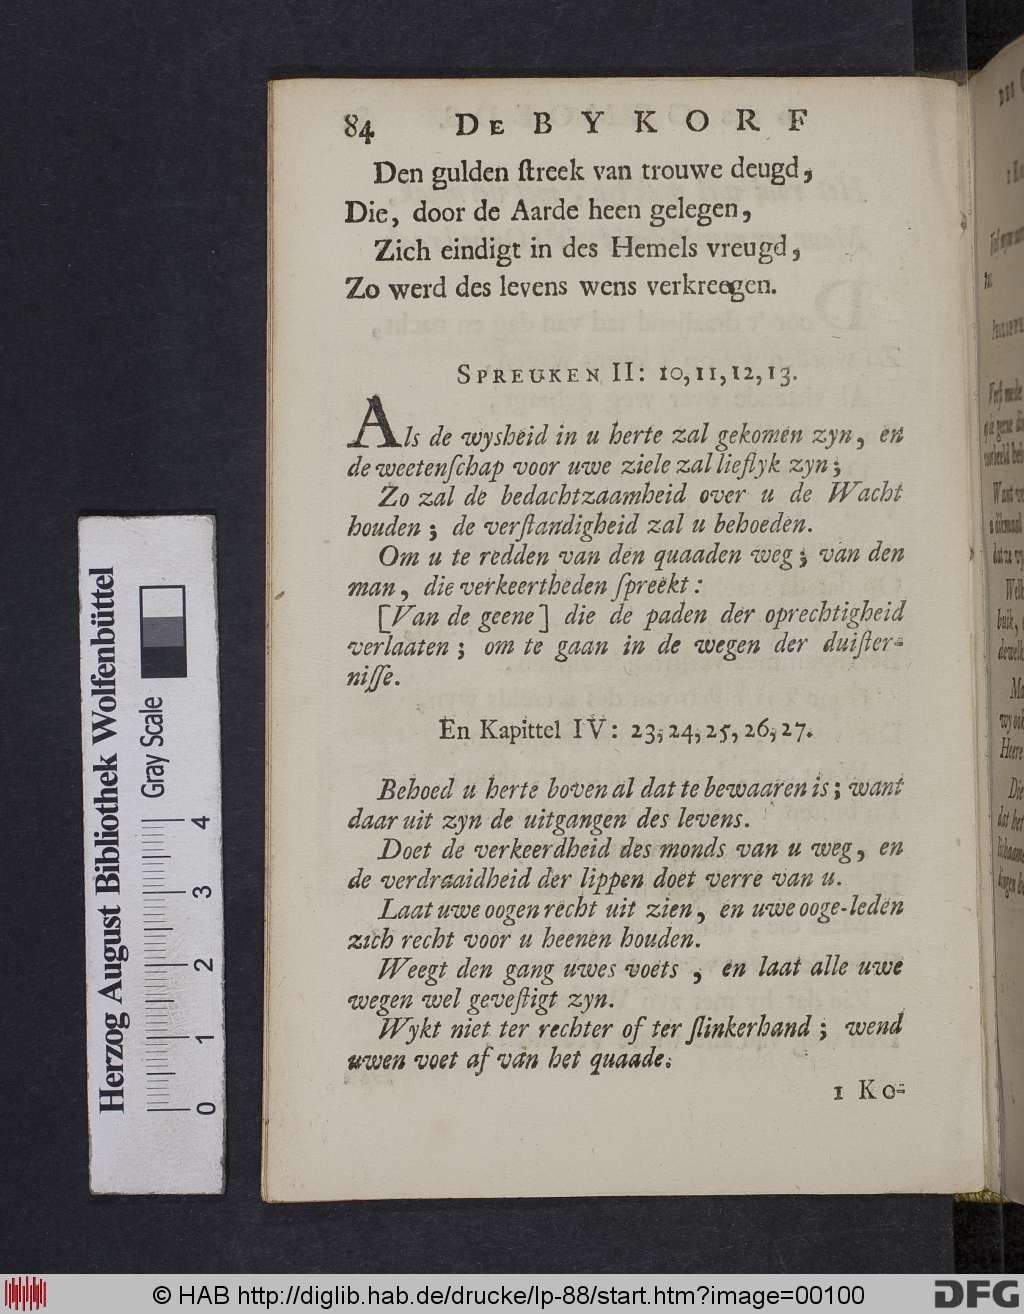 84 De BYKORF
Den gulden ſtreek van trouwe deugd,
Die, door de Aarde heen gelegen,
Zich eindigt in des Hemels vreugd,
Zo werd des levens wens verkreegen.
Spreuken II: 10, 11, 12, 13.
Als de wysheid in u herte zal gekomen zyn, en
de weetenſchap voor uwe ziele zal lieflyk zyn;
Zo zal de bedachtzaamheid over u de Wacht
houden; de verſtandigheid zal u behoeden.
Om u te redden van den quaaden weg; van den
man, die verkeertheden ſpreekt:
[Van de geene] die de paden der oprechtigheid
verlaaten; om te gaan in de wegen der duiſter-
niſſe.
En Kapittel IV: 23, 24, 25, 26, 27.
Behoed u herte boven al dat te bewaaren is; want
daar uit zyn de uitgangen des levens.
Doet de verkeerdheid des monds van u weg, en
de verdraaidheid der lippen doet verre van u.
Laat uwe oogen recht uit zien, en uwe ooge-leden
zich recht voor u heenen houden.
Weegt den gang uwes voets, en laat alle uwe
wegen wel geveſtigt zyn.
Wykt niet ter rechter of ter ſlinkerhand; wend
uwen voet af van het quaade.
1 Ko-
Herzog August Bibliothek Wolfenbüttel
Gray Scale
0 1 2 3 4
© HAB http://diglib.hab.de/drucke/lp-88/start.htm?image=00100
DFG